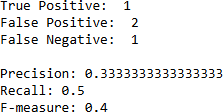 True Positive:  1
False Positive:  2
False Negative:  1

Precision: 0.3333333333333333
Recall: 0.5
F-measure: 0.4